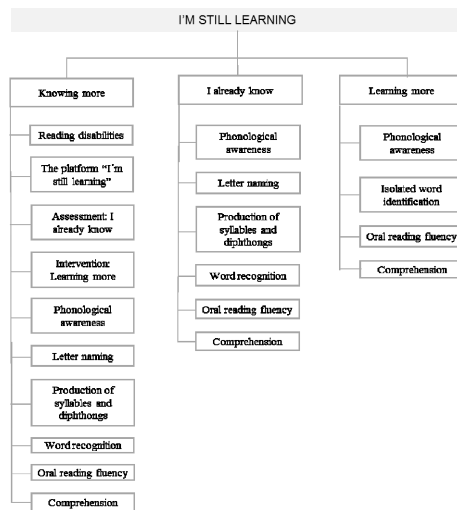 I'M STILL LEARNING
Knowing more
Reading disabilities
The platform “I´m
still learning”
Assessment: I
already know
Intervention:
Learning more
Phonological
awareness
Letter naming
Production of
syllables and
diphthongs
Word recognition
Oral reading fluency
Comprehension
I already know
Phonological
awareness
Letter naming
Production of
syllables and
diphthongs
Word recognition
Oral reading fluency
Comprehension
Learning more
Phonological
awareness
Isolated word
identification
Oral reading fluency
Comprehension